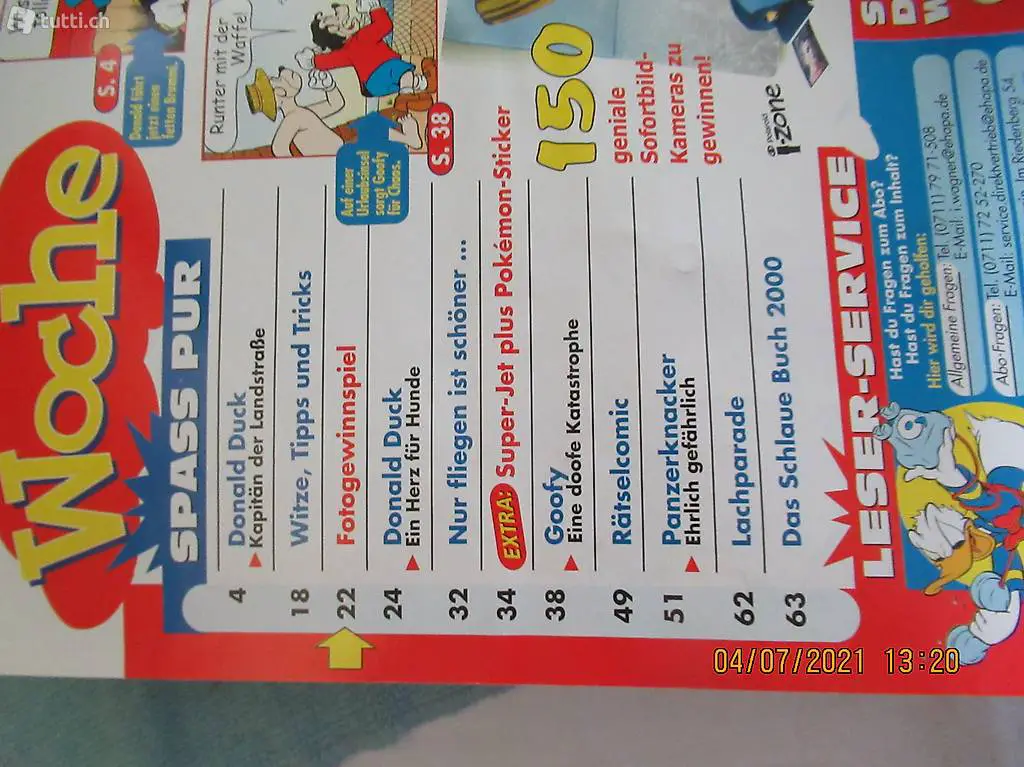 tutti.ch
Woche
S. 4
Donald fährt
jetzt einen
fetten Brummi.
Runter mit der
Waffe!
Auf einer
Urlaubsinsel
sorgt Goofy
für Chaos.
S. 38
SPASS PUR
4 Donald Duck
Kapitän der Landstraße
18 Witze, Tipps und Tricks
22 Fotogewinnspiel
24 Donald Duck
Ein Herz für Hunde
32 Nur fliegen ist schöner ...
34 EXTRA: Super-Jet plus Pokémon-Sticker
38 Goofy
Eine doofe Katastrophe
49 Rätselcomic
51 Panzerknacker
Ehrlich gefährlich
62 Lachparade
63 Das Schlaue Buch 2000
150
geniale
Sofortbild-
Kameras zu
gewinnen!
i-zone
LESER-SERVICE
Hast du Fragen zum Abo?
Hast du Fragen zum Inhalt?
Hier wird dir geholfen:
Allgemeine Fragen: Tel. (0711) 79 71-508
E-Mail: i.wagner@ehapa.de
Abo-Fragen: Tel. (0711) 72 52-270
E-Mail: service.direktvertrieb@ehapa.de
Im Riedenberg 54
04/07/2021 13:20